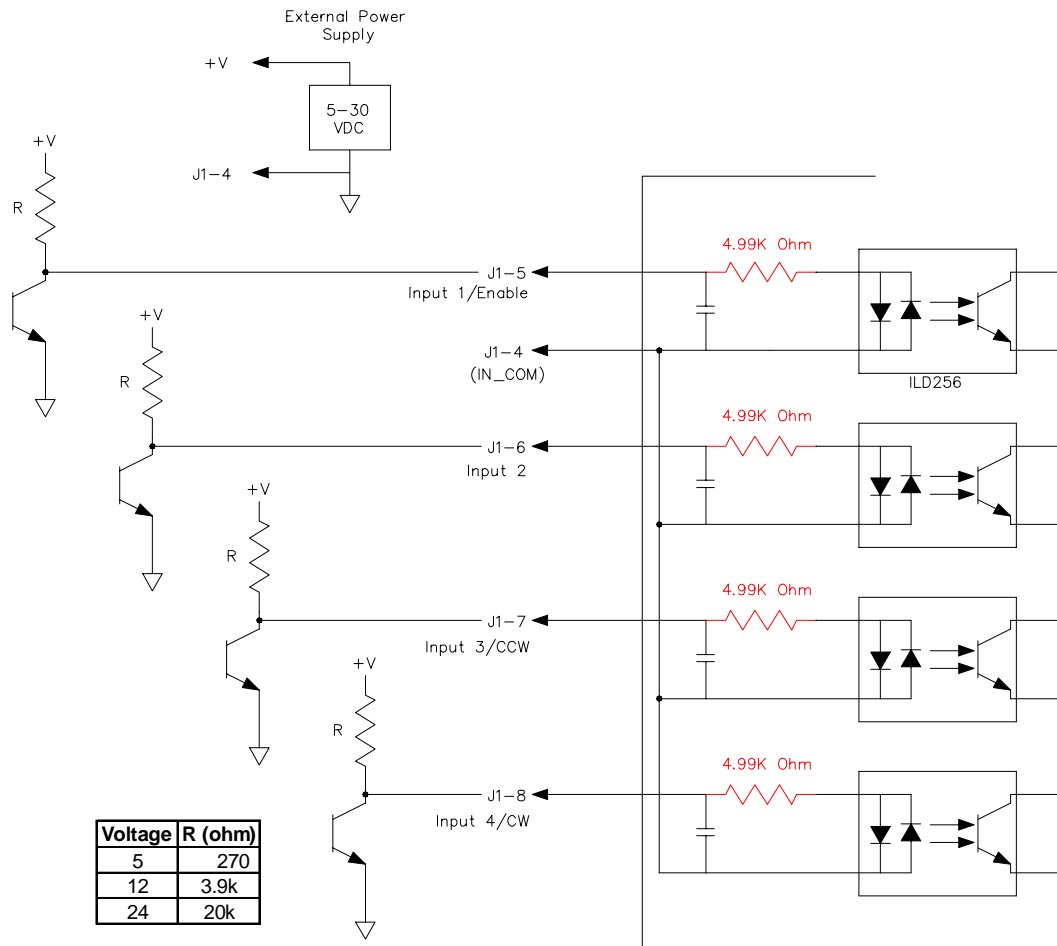 External Power
Supply
+V
5-30
VDC
J1-4
+V
R
4.99K Ohm
J1-5
Input 1/Enable
J1-4
(IN_COM)
ILD256
+V
R
4.99K Ohm
J1-6
Input 2
+V
R
4.99K Ohm
J1-7
Input 3/CCW
+V
R
4.99K Ohm
J1-8
Input 4/CW
Voltage R (ohm)
5 270
12 3.9k
24 20k